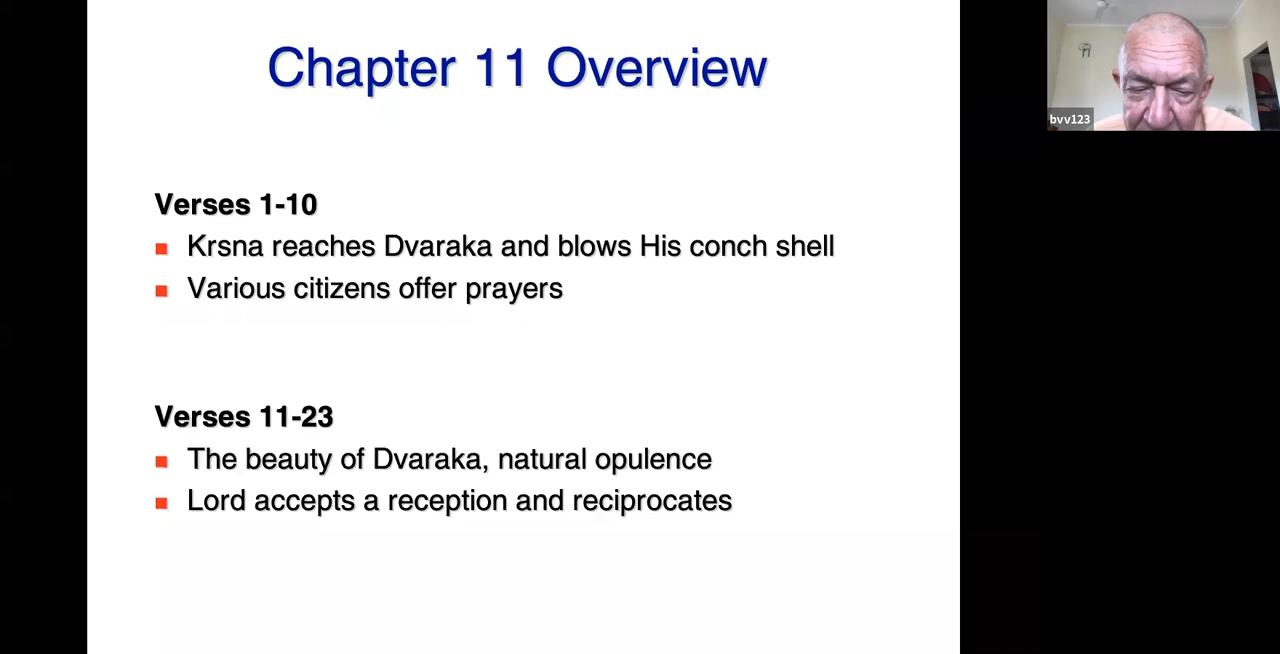 Chapter 11 Overview
bvv123
Verses 1-10
Krsna reaches Dvaraka and blows His conch shell
Various citizens offer prayers
Verses 11-23
The beauty of Dvaraka, natural opulence
Lord accepts a reception and reciprocates